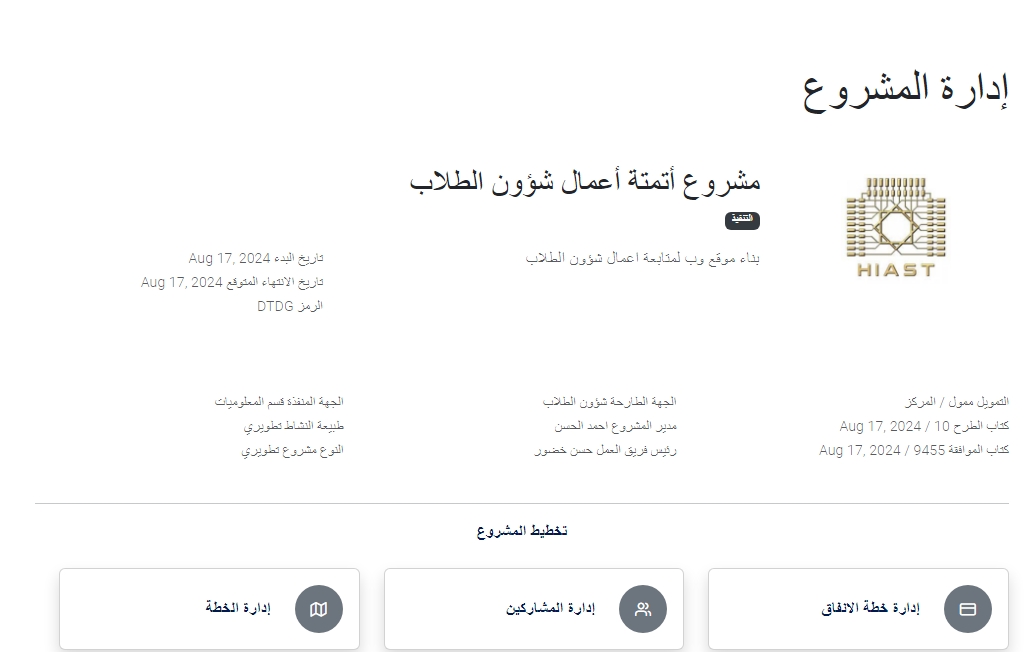 إدارة المشروع
HIAST
مشروع أتمتة أعمال شؤون الطلاب
التنفيذ
بناء موقع وب لمتابعة اعمال شؤون الطلاب
تاريخ البدء Aug 17, 2024
تاريخ الانتهاء المتوقع Aug 17, 2024
الرمز DTDG
التمويل ممول / المركز
كتاب الطرح 10 / Aug 17, 2024
كتاب الموافقة 9455 / Aug 17, 2024
الجهة الطارحة شؤون الطلاب
مدير المشروع احمد الحسن
رئيس فريق العمل حسن خضور
الجهة المنفذة قسم المعلوميات
طبيعة النشاط تطويري
النوع مشروع تطويري
تخطيط المشروع
إدارة خطة الانفاق
إدارة المشاركين
إدارة الخطة